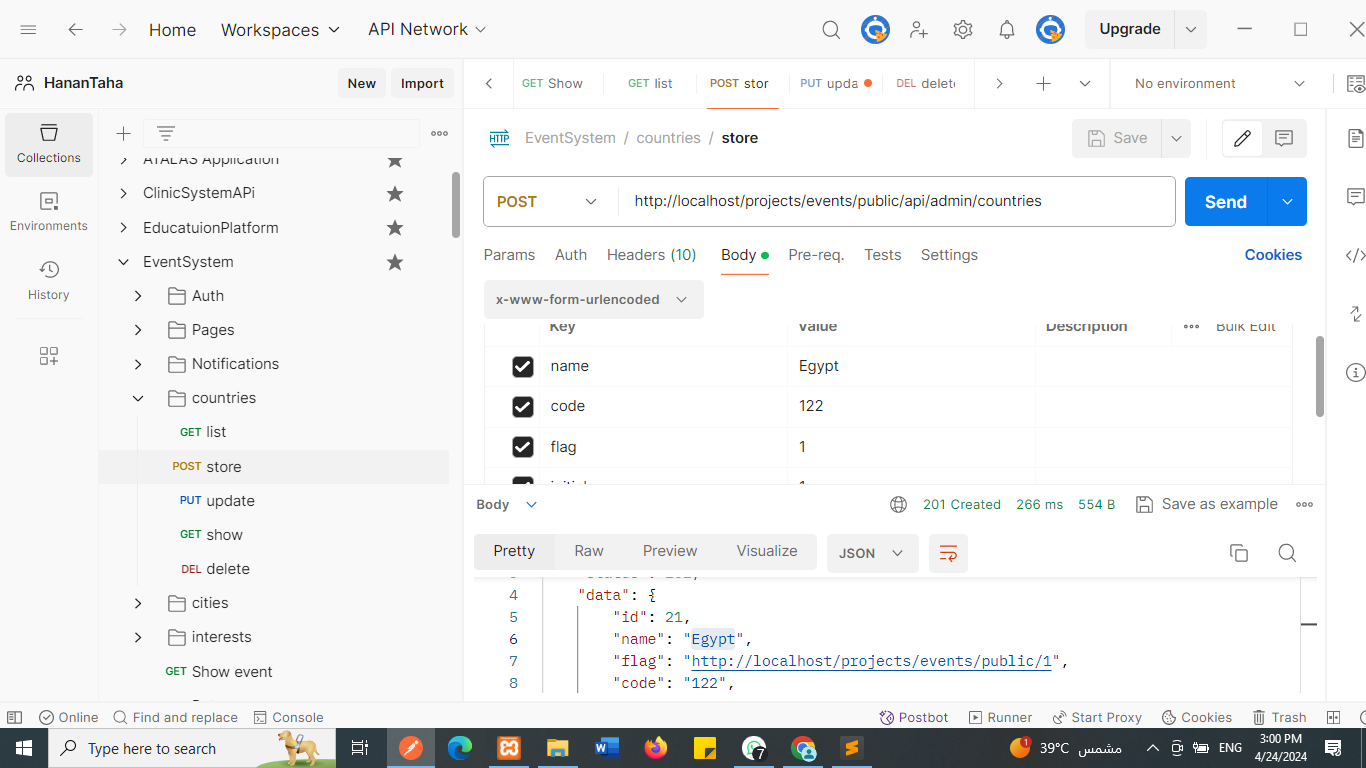 Home Workspaces API Network Upgrade
HananTaha New Import
GET Show GET list POST stor PUT upda DEL delete No environment
Collections
Environments
History
ATALAS Application
ClinicSystemAPi
EducatuionPlatform
EventSystem
Auth
Pages
Notifications
countries
GET list
POST store
PUT update
GET show
DEL delete
cities
interests
GET Show event
HTTP EventSystem / countries / store Save
POST http://localhost/projects/events/public/api/admin/countries Send
Params Auth Headers (10) Body Pre-req. Tests Settings Cookies
x-www-form-urlencoded
Key Value Description Bulk Edit
name Egypt
code 122
flag 1
Body 201 Created 266 ms 554 B Save as example
Pretty Raw Preview Visualize JSON
4 "data": {
5 "id": 21,
6 "name": "Egypt",
7 "flag": "http://localhost/projects/events/public/1",
8 "code": "122",
Online Find and replace Console Postbot Runner Start Proxy Cookies Trash
Type here to search 7 1 39°C مشمس ENG 3:00 PM
4/24/2024